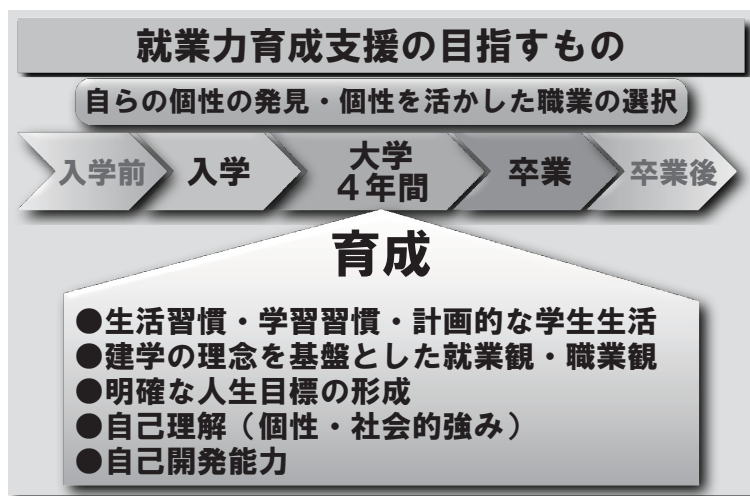 就業力育成支援の目指すもの
自らの個性の発見・個性を活かした職業の選択
入学前
入学
大学
4年間
卒業
卒業後
育成
●生活習慣・学習習慣・計画的な学生生活
●建学の理念を基盤とした就業観・職業観
●明確な人生目標の形成
●自己理解（個性・社会的強み）
●自己開発能力